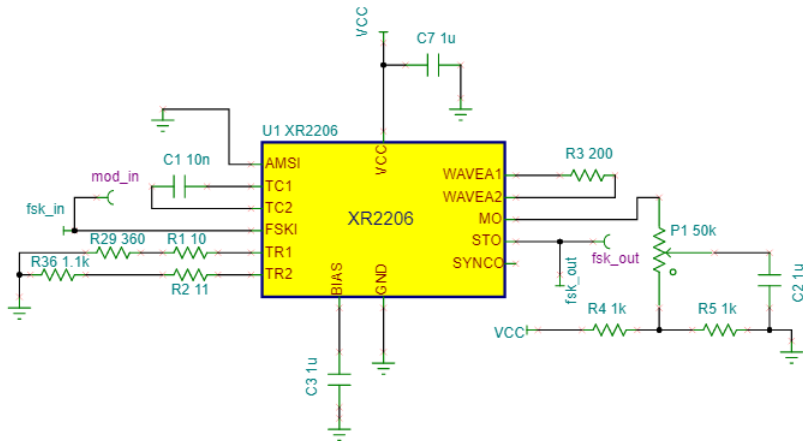 VCC
C7 1u
U1 XR2206
AMSI
VCC
C1 10n
TC1
R3 200
WAVEA1
mod_in
TC2
WAVEA2
fsk_in
FSKI
XR2206
MO
P1 50k
R29 360
R1 10
TR1
STO
fsk_out
R36 1.1k
R2 11
TR2
SYNCO
fsk_out
BIAS
GND
C2 1u
VCC
R4 1k
R5 1k
C3 1u